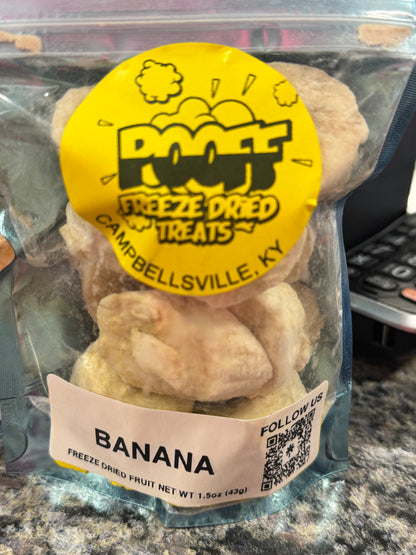 POOFF
FREEZE DRIED
TREATS
CAMPBELLSVILLE, KY
FOLLOW US
BANANA
FREEZE DRIED FRUIT NET WT 1.5oz (43g)